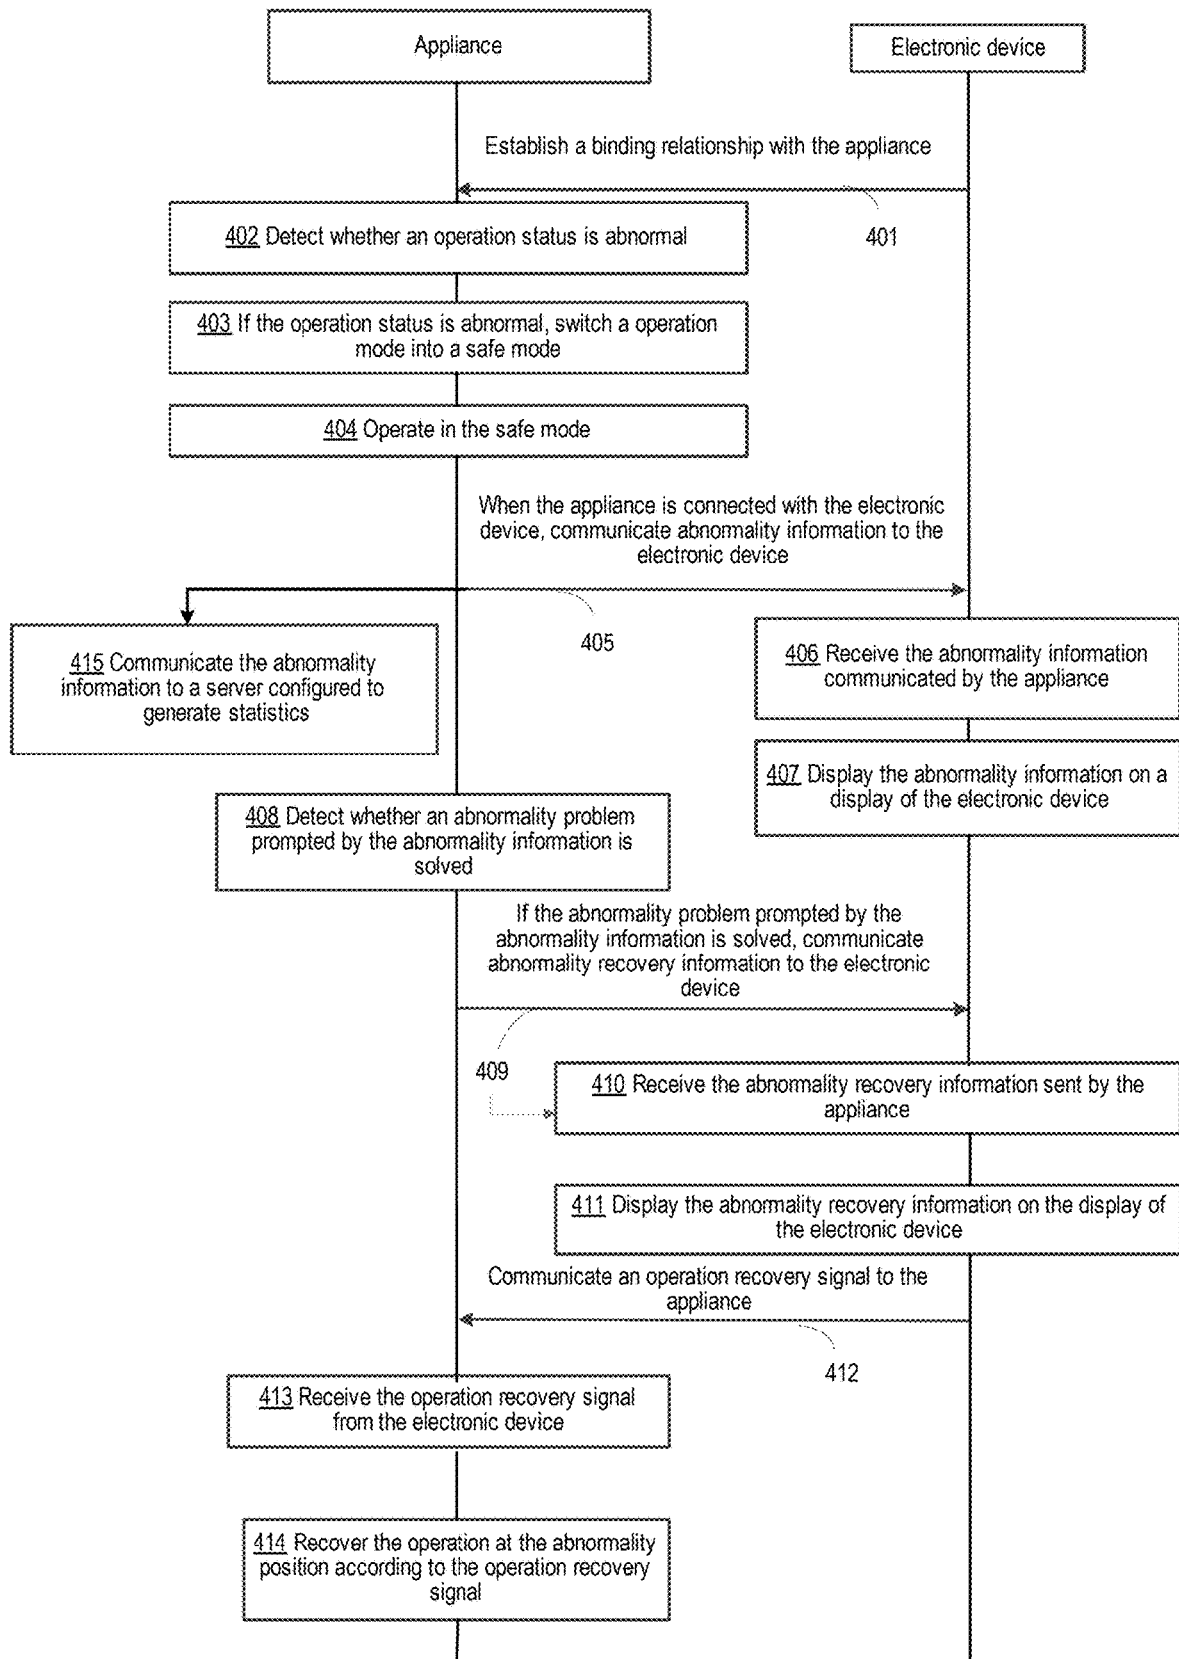 Appliance
Electronic device
Establish a binding relationship with the appliance
401
402 Detect whether an operation status is abnormal
403 If the operation status is abnormal, switch a operation
mode into a safe mode
404 Operate in the safe mode
When the appliance is connected with the electronic
device, communicate abnormality information to the
electronic device
405
415 Communicate the abnormality
information to a server configured to
generate statistics
406 Receive the abnormality information
communicated by the appliance
407 Display the abnormality information on a
display of the electronic device
408 Detect whether an abnormality problem
prompted by the abnormality information is
solved
If the abnormality problem prompted by the
abnormality information is solved, communicate
abnormality recovery information to the electronic
device
409
410 Receive the abnormality recovery information sent by the
appliance
411 Display the abnormality recovery information on the display of
the electronic device
Communicate an operation recovery signal to the
appliance
412
413 Receive the operation recovery signal
from the electronic device
414 Recover the operation at the abnormality
position according to the operation recovery
signal